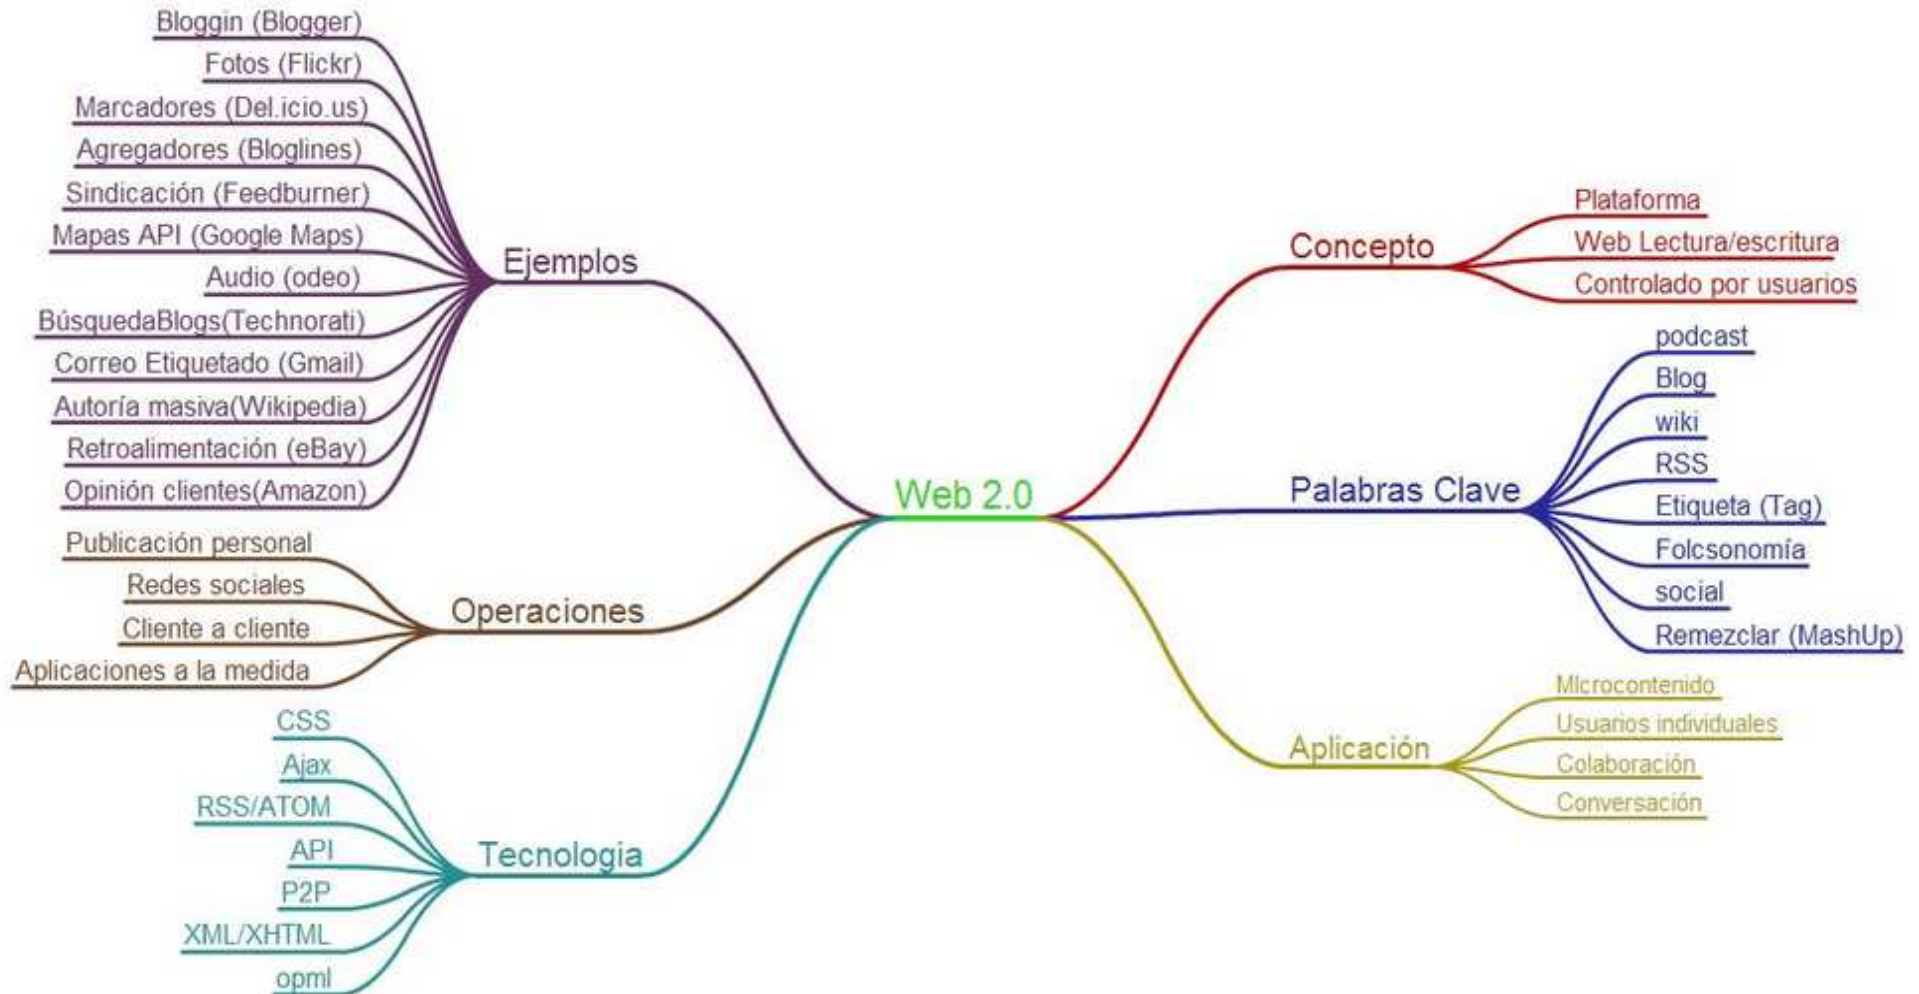 Bloggin (Blogger)
Fotos (Flickr)
Marcadores (Del.icio.us)
Agregadores (Bloglines)
Sindicación (Feedburner)
Mapas API (Google Maps)
Audio (odeo)
BúsquedaBlogs(Technorati)
Correo Etiquetado (Gmail)
Autoría masiva(Wikipedia)
Retroalimentación (eBay)
Opinión clientes(Amazon)
Ejemplos
Publicación personal
Redes sociales
Cliente a cliente
Aplicaciones a la medida
Operaciones
CSS
Ajax
RSS/ATOM
API
P2P
XML/XHTML
opml
Tecnologia
Web 2.0
Concepto
Plataforma
Web Lectura/escritura
Controlado por usuarios
Palabras Clave
podcast
Blog
wiki
RSS
Etiqueta (Tag)
Folcsonomía
social
Remezclar (MashUp)
Aplicación
MIcrocontenido
Usuarios individuales
Colaboración
Conversación